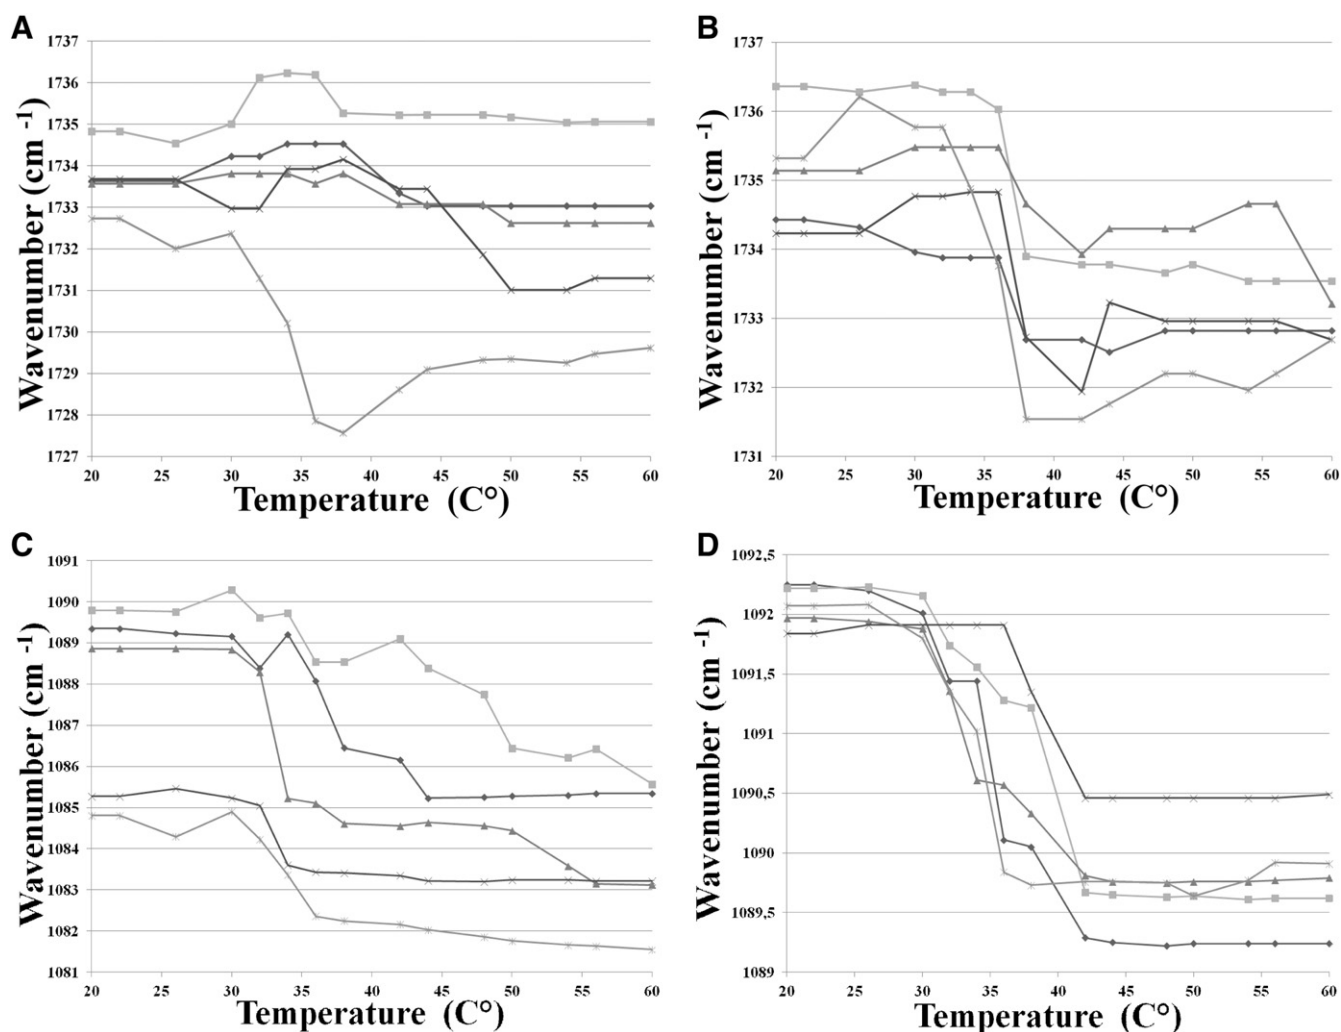 A
1737
1736
1735
1734
1733
1732
1731
1730
1729
1728
1727
Wavenumber (cm -1)
20 25 30 35 40 45 50 55 60
Temperature (C°)
B
1737
1736
1735
1734
1733
1732
1731
Wavenumber (cm -1)
20 25 30 35 40 45 50 55 60
Temperature (C°)
C
1091
1090
1089
1088
1087
1086
1085
1084
1083
1082
1081
Wavenumber (cm -1)
20 25 30 35 40 45 50 55 60
Temperature (C°)
D
1092,5
1092
1091,5
1091
1090,5
1090
1089,5
1089
Wavenumber (cm -1)
20 25 30 35 40 45 50 55 60
Temperature (C°)